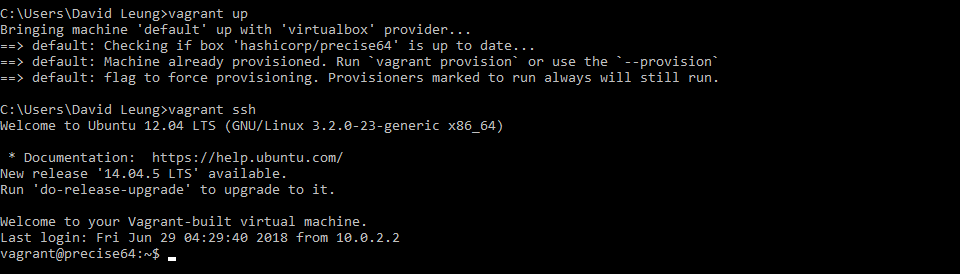 C:\Users\David Leung>vagrant up
Bringing machine 'default' up with 'virtualbox' provider...
==> default: Checking if box 'hashicorp/precise64' is up to date...
==> default: Machine already provisioned. Run `vagrant provision` or use the `--provision`
==> default: flag to force provisioning. Provisioners marked to run always will still run.
C:\Users\David Leung>vagrant ssh
Welcome to Ubuntu 12.04 LTS (GNU/Linux 3.2.0-23-generic x86_64)
 * Documentation:  https://help.ubuntu.com/
New release '14.04.5 LTS' available.
Run 'do-release-upgrade' to upgrade to it.
Welcome to your Vagrant-built virtual machine.
Last login: Fri Jun 29 04:29:40 2018 from 10.0.2.2
vagrant@precise64:~$